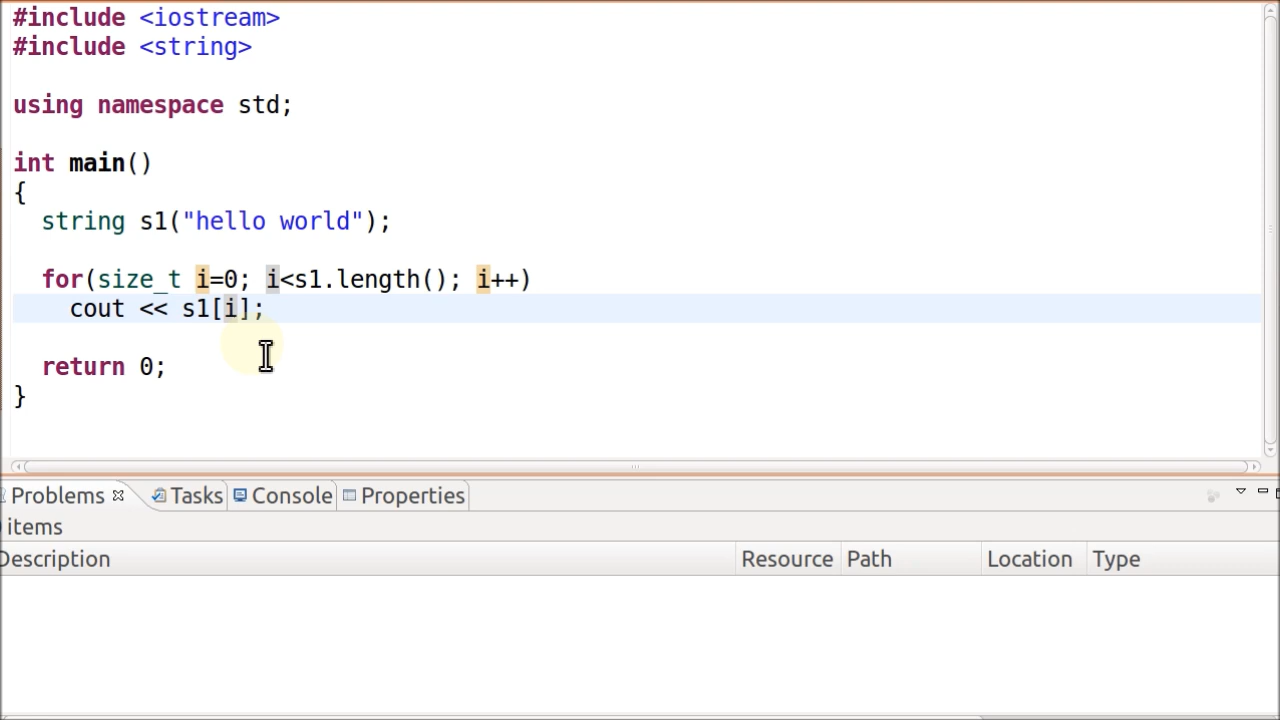 #include <iostream>
#include <string>
using namespace std;
int main()
{
string s1("hello world");
for(size_t i=0; i<s1.length(); i++)
cout << s1[i];
return 0;
}
Problems Tasks Console Properties
items
Description Resource Path Location Type